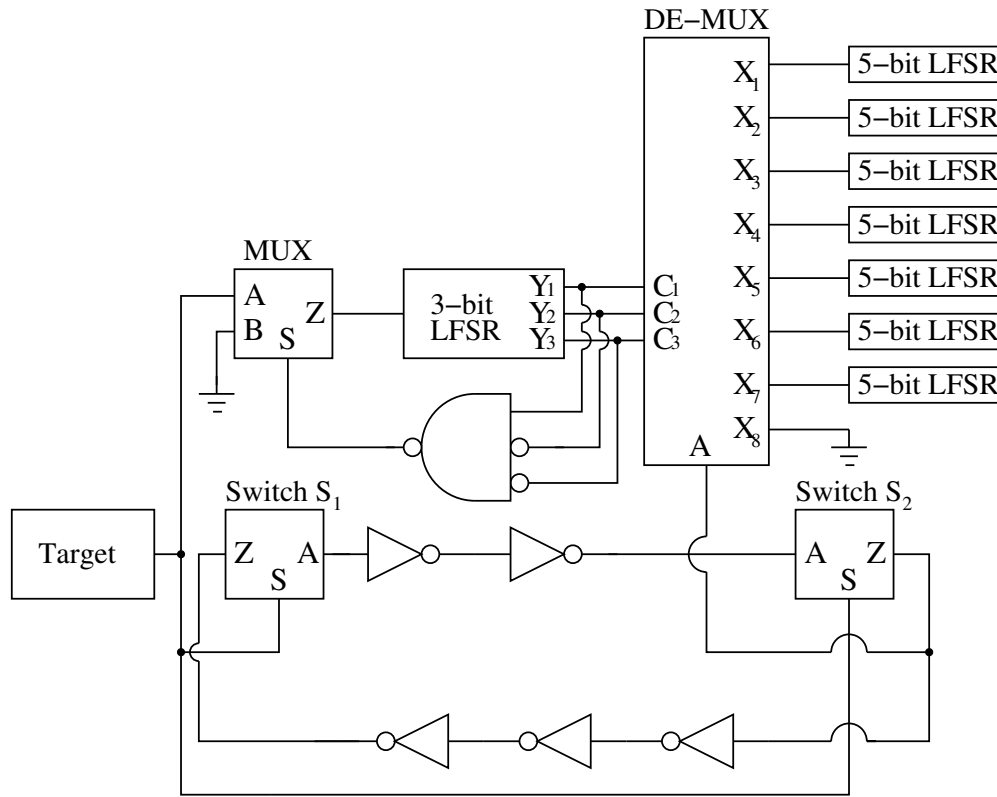 DE−MUX
X1 5−bit LFSR
X2 5−bit LFSR
X3 5−bit LFSR
X4 5−bit LFSR
X5 5−bit LFSR
X6 5−bit LFSR
X7 5−bit LFSR
X8
A
MUX
A
B
S
Z
3−bit
LFSR
Y1 C1
Y2 C2
Y3 C3
Target
Switch S1
Z A
S
Switch S2
A Z
S